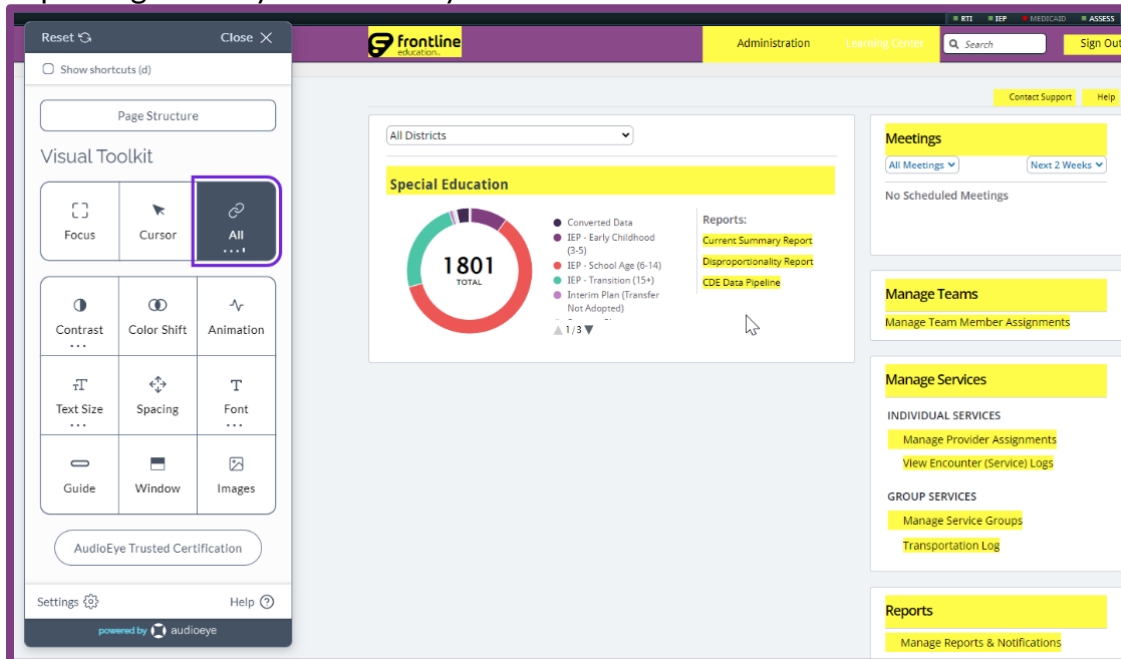 RTI IEP MEDICAID ASSESS
Reset Close
frontline
education
Administration Learning Center Search Sign Out
Show shortcuts (d)
Contact Support Help
Page Structure
Visual Toolkit
Focus Cursor All
Contrast Color Shift Animation
Text Size Spacing Font
Guide Window Images
AudioEye Trusted Certification
Settings Help
powered by audioeye
All Districts
Special Education
1801
TOTAL
Converted Data
IEP - Early Childhood
(3-5)
IEP - School Age (6-14)
IEP - Transition (15+)
Interim Plan (Transfer
Not Adopted)
1/3
Reports:
Current Summary Report
Disproportionality Report
CDE Data Pipeline
Meetings
All Meetings Next 2 Weeks
No Scheduled Meetings
Manage Teams
Manage Team Member Assignments
Manage Services
INDIVIDUAL SERVICES
Manage Provider Assignments
View Encounter (Service) Logs
GROUP SERVICES
Manage Service Groups
Transportation Log
Reports
Manage Reports & Notifications